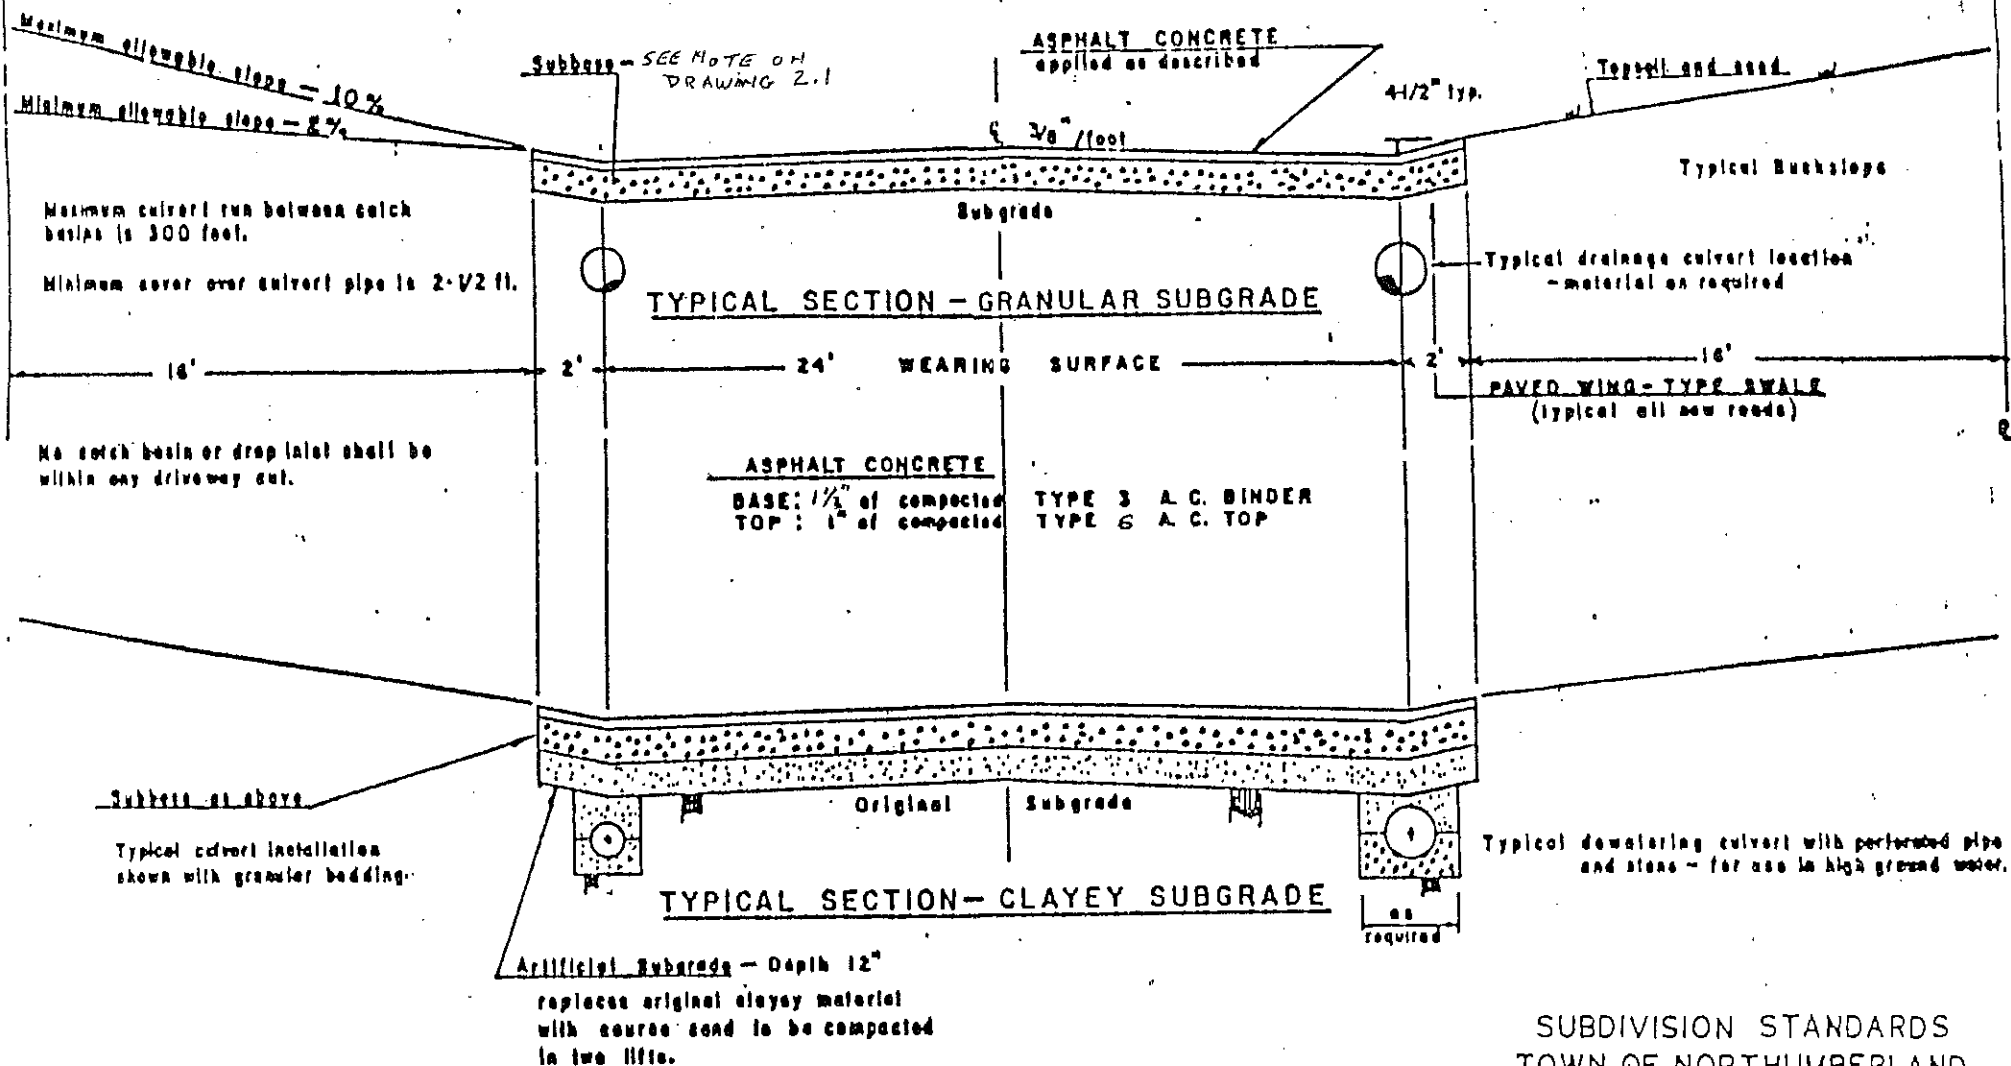 Maximum allowable slope - 10%
Minimum allowable slope - 2%
Subbase - SEE NOTE ON
DRAWING 2.1
ASPHALT CONCRETE
applied as described
4-1/2" typ.
Topsoil and seed
℄ 3/8" /foot
Typical Backslope
Maximum culvert run between catch
basins is 300 feet.
Minimum cover over culvert pipe is 2-1/2 ft.
Subgrade
Typical drainage culvert location
-material as required
TYPICAL SECTION - GRANULAR SUBGRADE
16'
2'
24' WEARING SURFACE
2'
16'
PAVED WING-TYPE SWALE
(typical all new roads)
No catch basin or drop inlet shall be
within any driveway cut.
ASPHALT CONCRETE
BASE: 1½" of compacted TYPE 3 A. C. BINDER
TOP : 1" of compacted TYPE 6 A. C. TOP
Subbase as above
Original Subgrade
Typical culvert installation
shown with granular bedding.
Typical dewatering culvert with perforated pipe
and stone - for use in high ground water.
TYPICAL SECTION - CLAYEY SUBGRADE
as
required
Artificial Subgrade - Depth 12"
replaces original clayey material
with course sand to be compacted
in two lifts.
SUBDIVISION STANDARDS
TOWN OF NORTHUMBERLAND